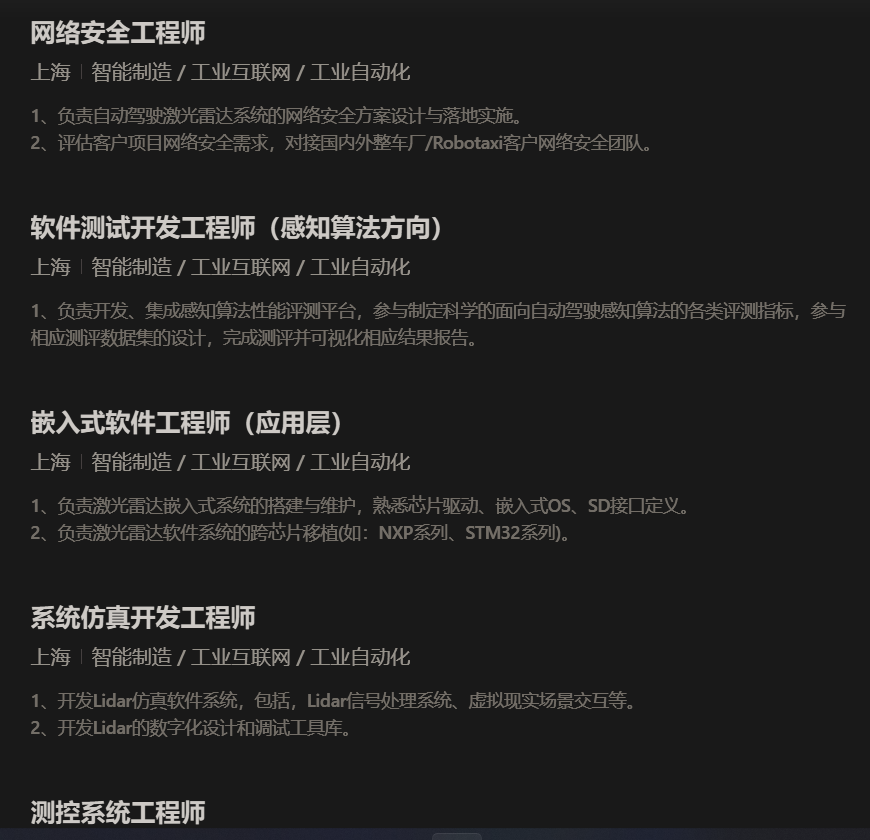 网络安全工程师
上海 | 智能制造 / 工业互联网 / 工业自动化
1、负责自动驾驶激光雷达系统的网络安全方案设计与落地实施。
2、评估客户项目网络安全需求，对接国内外整车厂/Robotaxi客户网络安全团队。
软件测试开发工程师（感知算法方向）
上海 | 智能制造 / 工业互联网 / 工业自动化
1、负责开发、集成感知算法性能评测平台，参与制定科学的面向自动驾驶感知算法的各类评测指标，参与
相应测评数据集的设计，完成测评并可视化相应结果报告。
嵌入式软件工程师（应用层）
上海 | 智能制造 / 工业互联网 / 工业自动化
1、负责激光雷达嵌入式系统的搭建与维护，熟悉芯片驱动、嵌入式OS、SD接口定义。
2、负责激光雷达软件系统的跨芯片移植(如：NXP系列、STM32系列)。
系统仿真开发工程师
上海 | 智能制造 / 工业互联网 / 工业自动化
1、开发Lidar仿真软件系统，包括，Lidar信号处理系统、虚拟现实场景交互等。
2、开发Lidar的数字化设计和调试工具库。
测控系统工程师